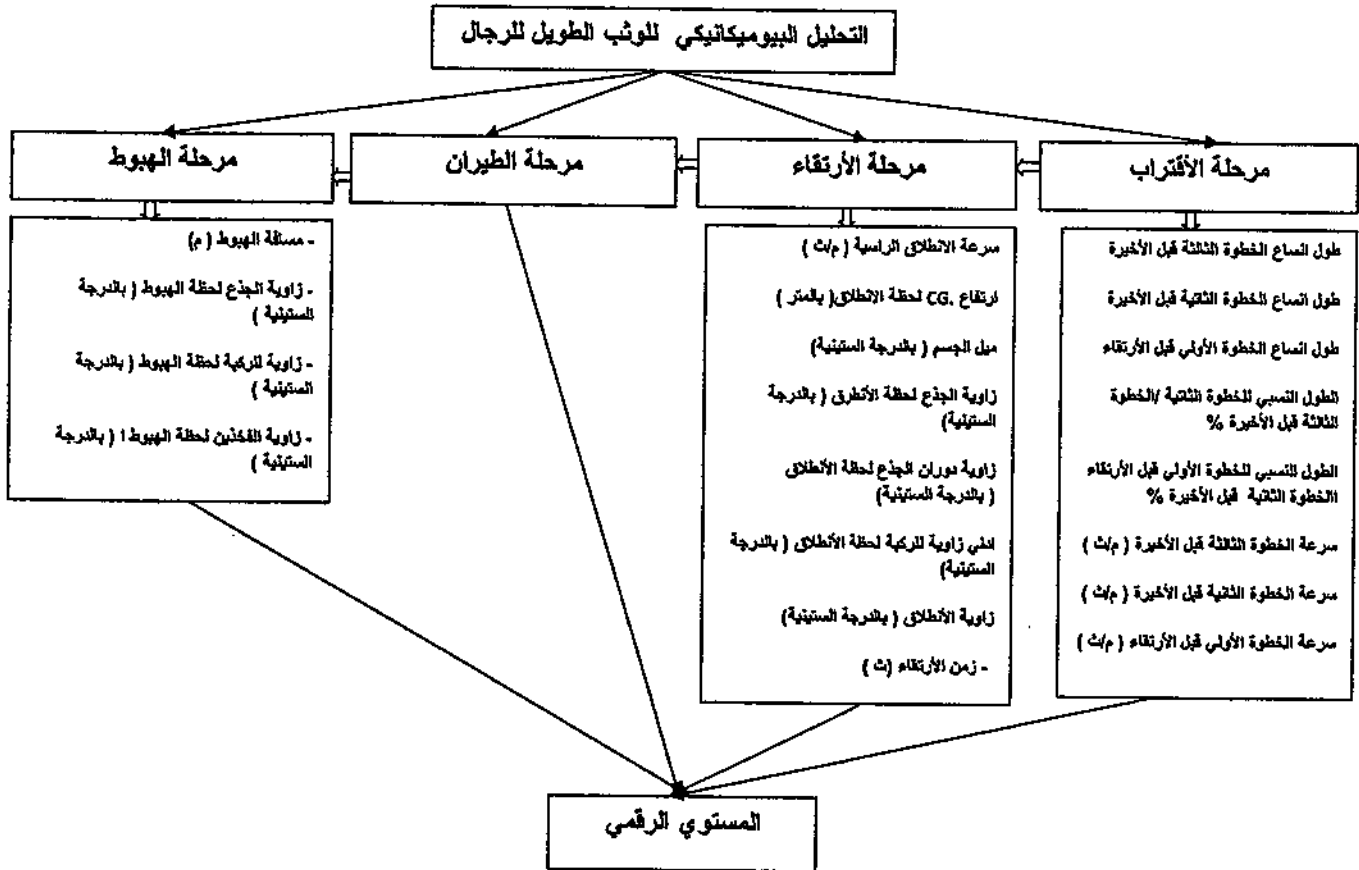 التحليل البيوميكانيكي للوثب الطويل للرجال
مرحلة الأقتراب
مرحلة الأرتقاء
مرحلة الطيران
مرحلة الهبوط
طول اتساع الخطوة الثالثة قبل الأخيرة
طول اتساع الخطوة الثانية قبل الأخيرة
طول اتساع الخطوة الأولي قبل الأرتقاء
الطول النسبي للخطوة الثانية /الخطوة
الثالثة قبل الأخيرة %
الطول النسبي للخطوة الأولي قبل الأرتقاء
/الخطوة الثانية قبل الأخيرة %
سرعة الخطوة الثالثة قبل الأخيرة ( م/ث )
سرعة الخطوة الثانية قبل الأخيرة ( م/ث )
سرعة الخطوة الأولي قبل الأرتقاء ( م/ث )
سرعة الانطلاق الراسية ( م/ث )
ارتفاع CG. لحظة الانطلاق( بالمتر )
ميل الجسم ( بالدرجة الستينية)
زاوية الجذع لحظة ( بالدرجة
الستينية)
زاوية دوران الجذع لحظة الأنطلاق
( بالدرجة الستينية)
ادني زاوية للركبة لحظة الأنطلاق ( بالدرجة
الستينية)
زاوية الأنطلاق ( بالدرجة الستينية)
- زمن الأرتقاء (ث )
- مسافة الهبوط ( م)
- زاوية الجذع لحظة الهبوط ( بالدرجة
الستينية )
- زاوية للركبة لحظة الهبوط ( بالدرجة
الستينية )
- زاوية الفخذين لحظة الهبوط ا ( بالدرجة
الستينية )
المستوي الرقمي